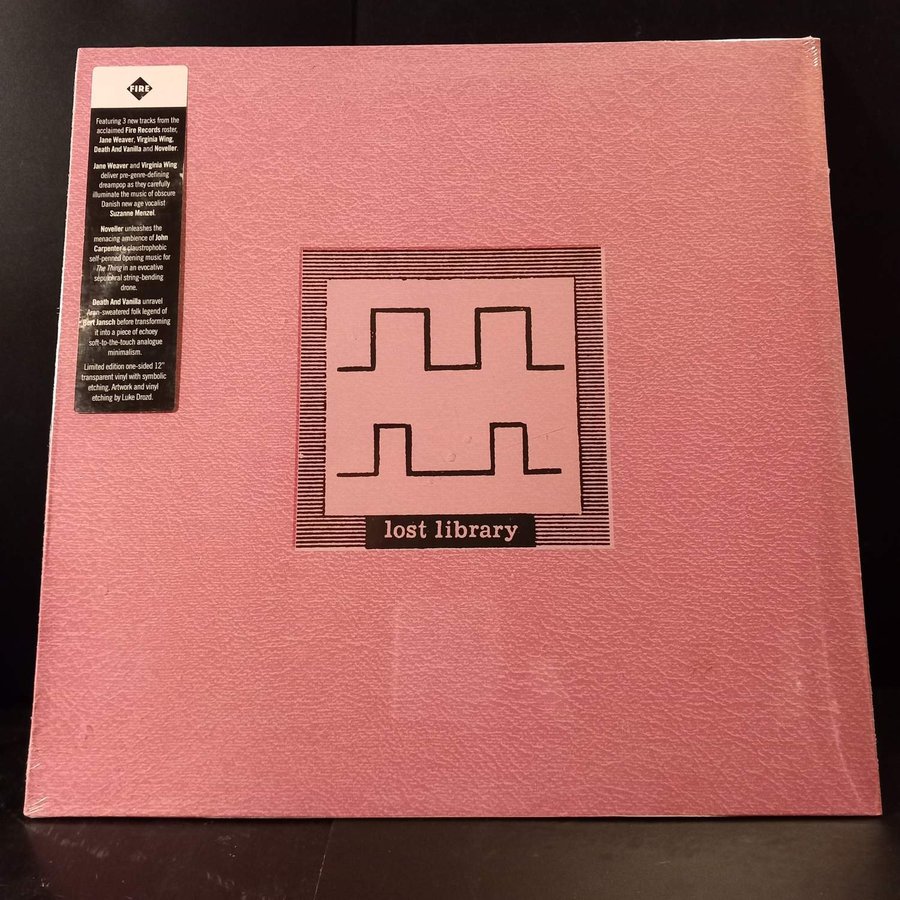 FIRE
Featuring 3 new tracks from the
acclaimed Fire Records roster,
Jane Weaver, Virginia Wing,
Death And Vanilla and Noveller.
Jane Weaver and Virginia Wing
deliver pre-genre-defining
dreampop as they carefully
illuminate the music of obscure
Danish new age vocalist
Suzanne Menzel.
Noveller unleashes the
menacing ambience of John
Carpenter's claustrophobic
self-penned opening music for
The Thing in an evocative
sepulchral string-bending
drone.
Death And Vanilla unravel
Aran-sweatered folk legend of
Bert Jansch before transforming
it into a piece of echoey
soft-to-the-touch analogue
minimalism.
Limited edition one-sided 12"
transparent vinyl with symbolic
etching. Artwork and vinyl
etching by Luke Drozd.
lost library